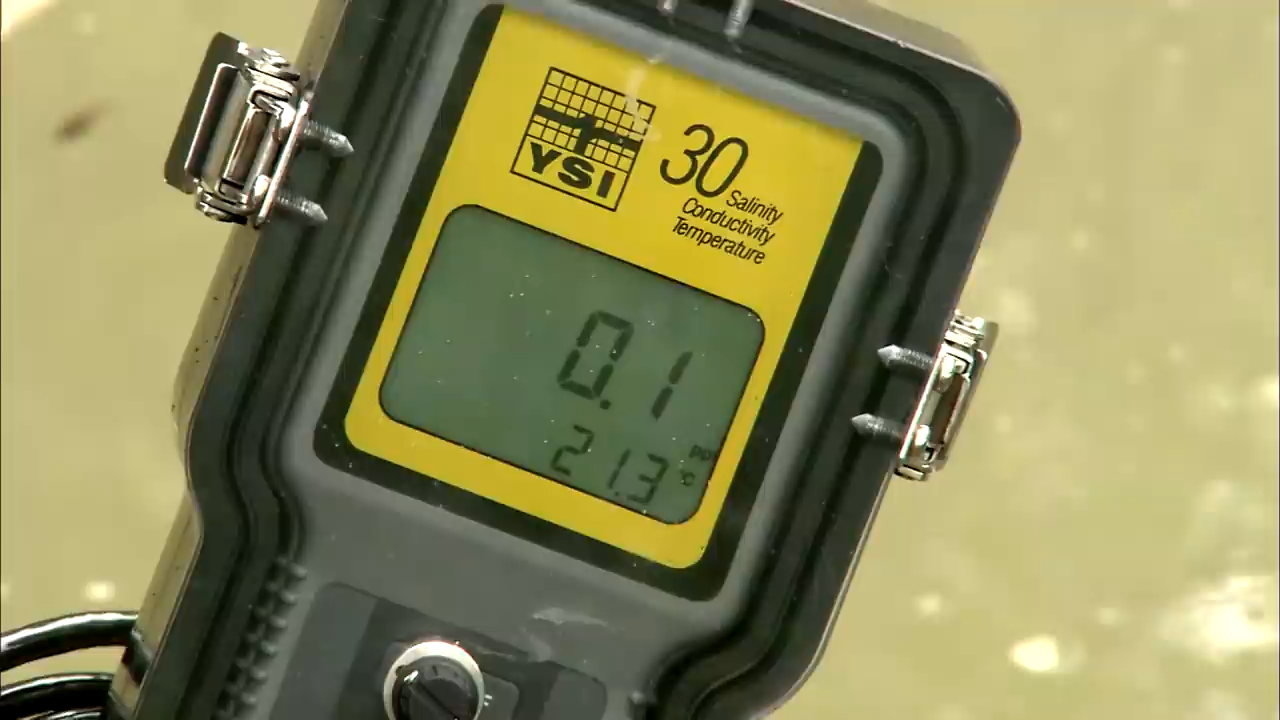 YSI
30
Salinity
Conductivity
Temperature
0.1
21.3 °C